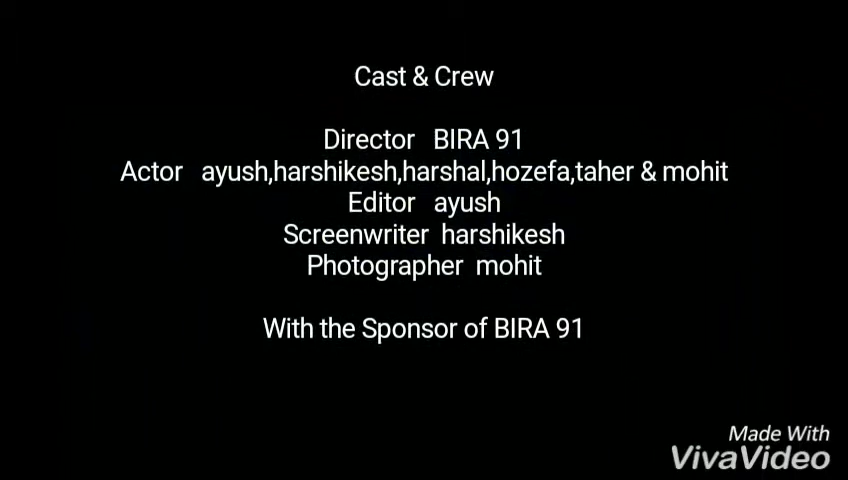 Cast & Crew
Director BIRA 91
Actor ayush,harshikesh,harshal,hozefa,taher & mohit
Editor ayush
Screenwriter harshikesh
Photographer mohit
With the Sponsor of BIRA 91
Made With
VivaVideo